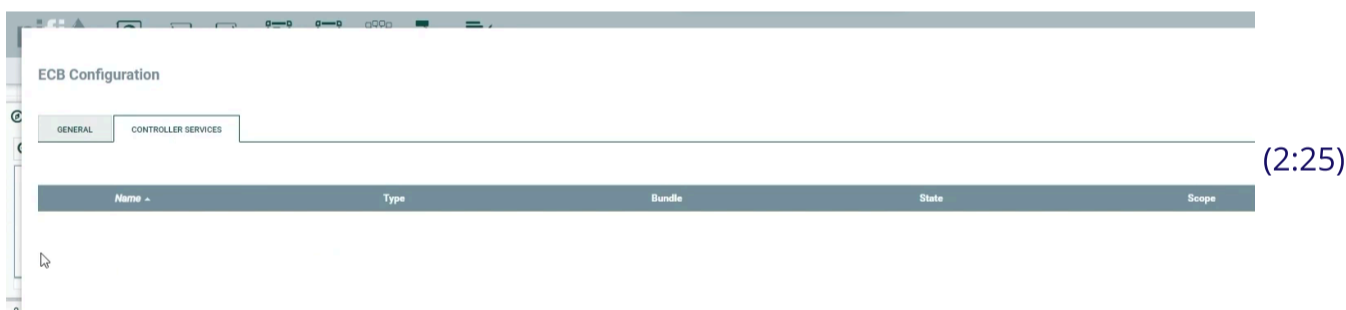 ECB Configuration
GENERAL CONTROLLER SERVICES
(2:25)
Name Type Bundle State Scope